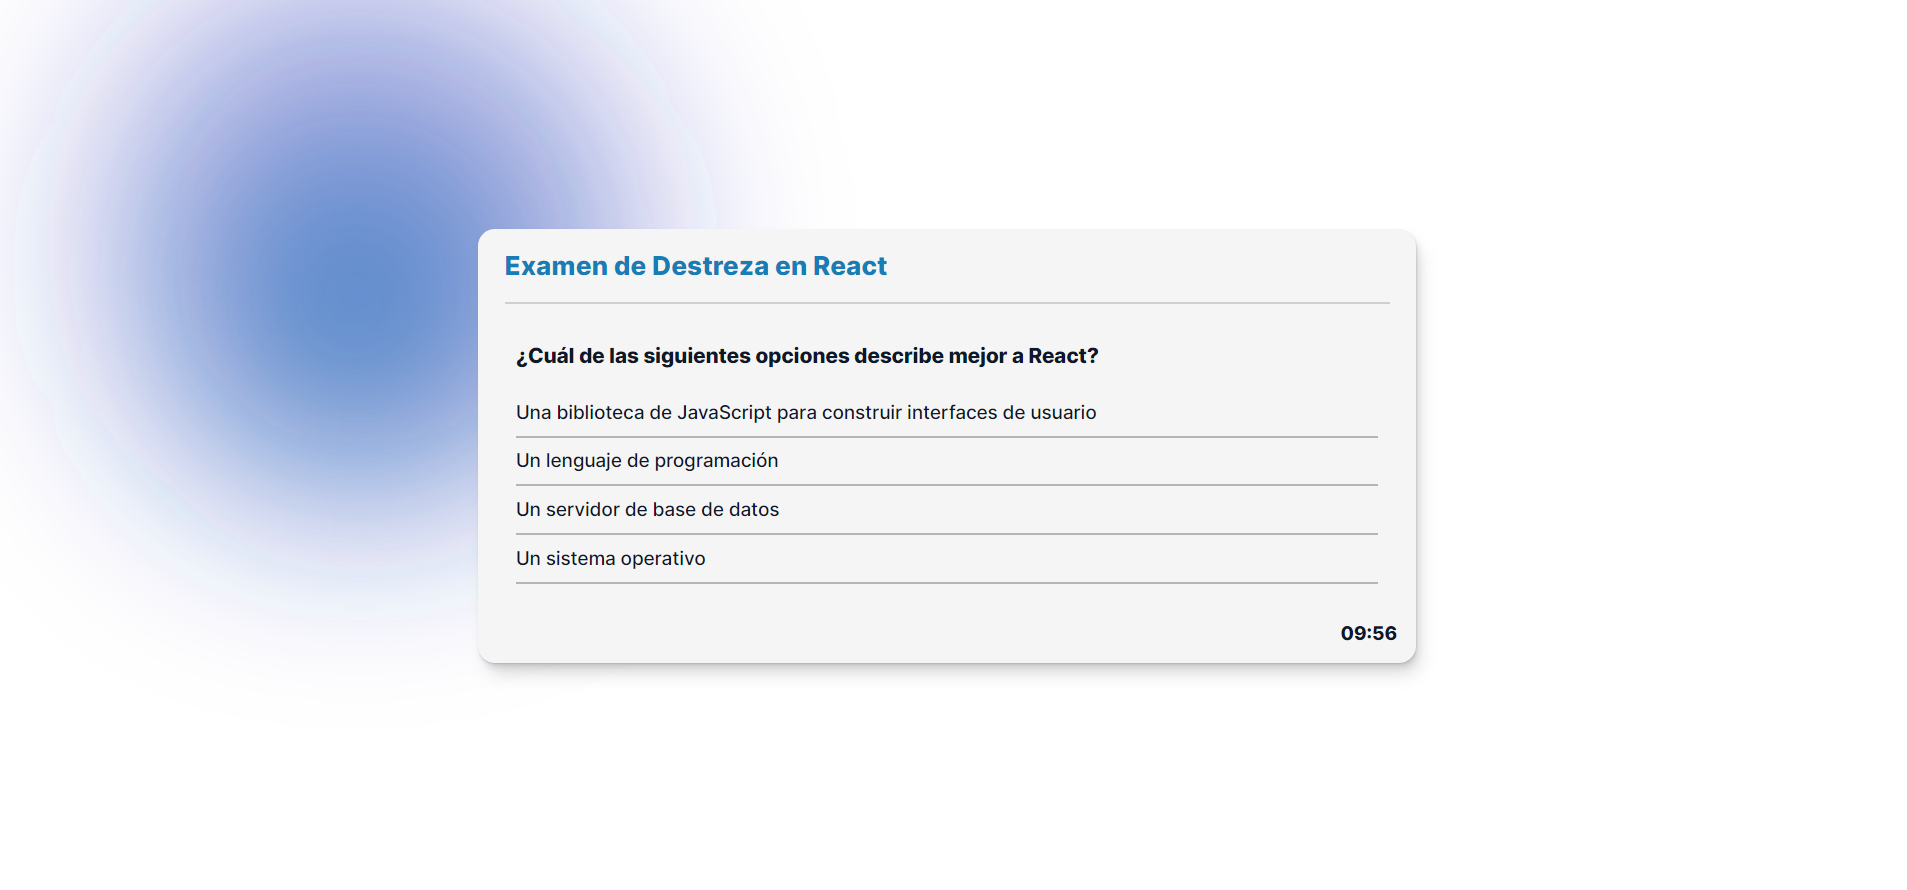 Examen de Destreza en React
¿Cuál de las siguientes opciones describe mejor a React?
Una biblioteca de JavaScript para construir interfaces de usuario
Un lenguaje de programación
Un servidor de base de datos
Un sistema operativo
09:56